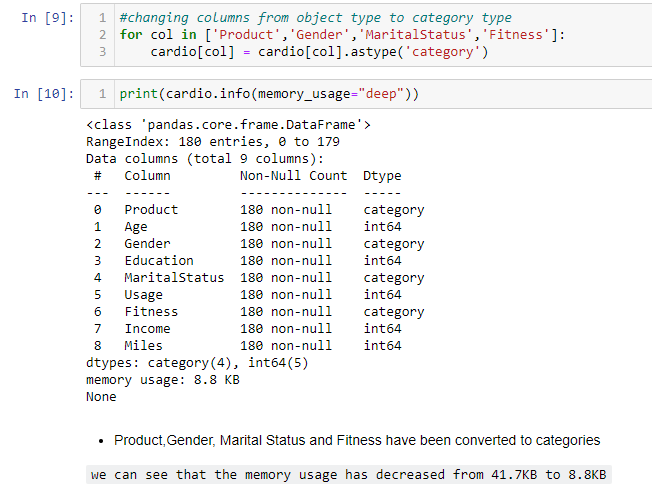 In [9]: 1 #changing columns from object type to category type
2 for col in ['Product','Gender','MaritalStatus','Fitness']:
3     cardio[col] = cardio[col].astype('category')
In [10]: 1 print(cardio.info(memory_usage="deep"))
<class 'pandas.core.frame.DataFrame'>
RangeIndex: 180 entries, 0 to 179
Data columns (total 9 columns):
 #   Column         Non-Null Count  Dtype
---  ------         --------------  -----
 0   Product        180 non-null    category
 1   Age            180 non-null    int64
 2   Gender         180 non-null    category
 3   Education      180 non-null    int64
 4   MaritalStatus  180 non-null    category
 5   Usage          180 non-null    int64
 6   Fitness        180 non-null    category
 7   Income         180 non-null    int64
 8   Miles          180 non-null    int64
dtypes: category(4), int64(5)
memory usage: 8.8 KB
None
• Product,Gender, Marital Status and Fitness have been converted to categories
we can see that the memory usage has decreased from 41.7KB to 8.8KB